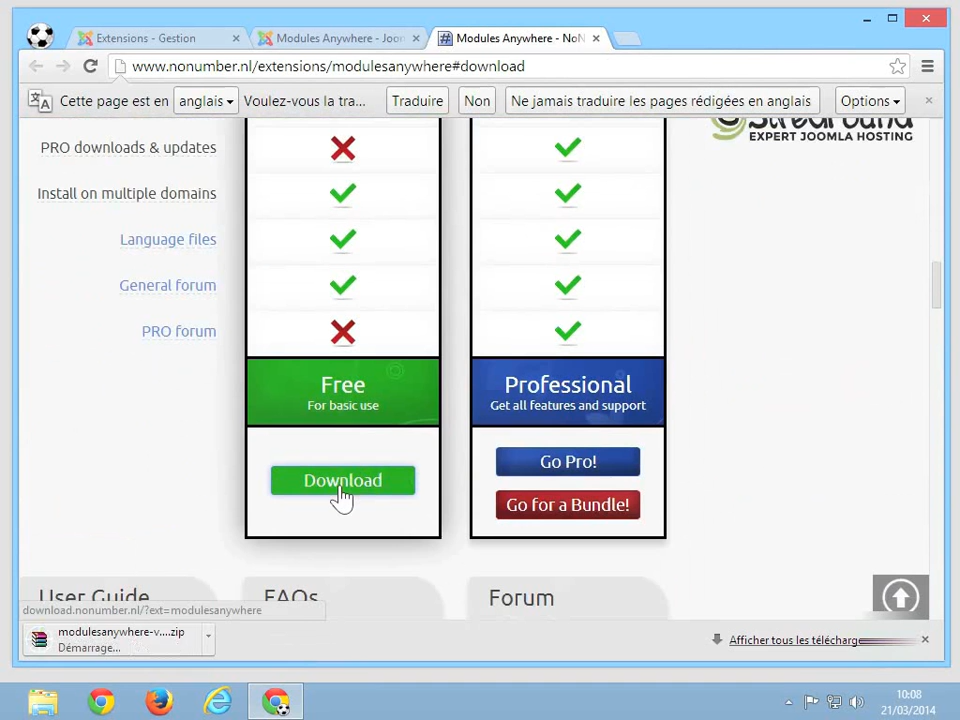 Extensions - Gestion
Modules Anywhere - Joon
Modules Anywhere - NoN
www.nonumber.nl/extensions/modulesanywhere#download
Cette page est en
anglais
Voulez-vous la tra...
Traduire
Non
Ne jamais traduire les pages rédigées en anglais
Options
EXPERT JOOMLA HOSTING
PRO downloads & updates
Install on multiple domains
Language files
General forum
PRO forum
Free
For basic use
Professional
Get all features and support
Download
Go Pro!
Go for a Bundle!
User Guide
FAQs
Forum
download.nonumber.nl/?ext=modulesanywhere
modulesanywhere-v....zip
Démarrage...
Afficher tous les télécharge
10:08
21/03/2014